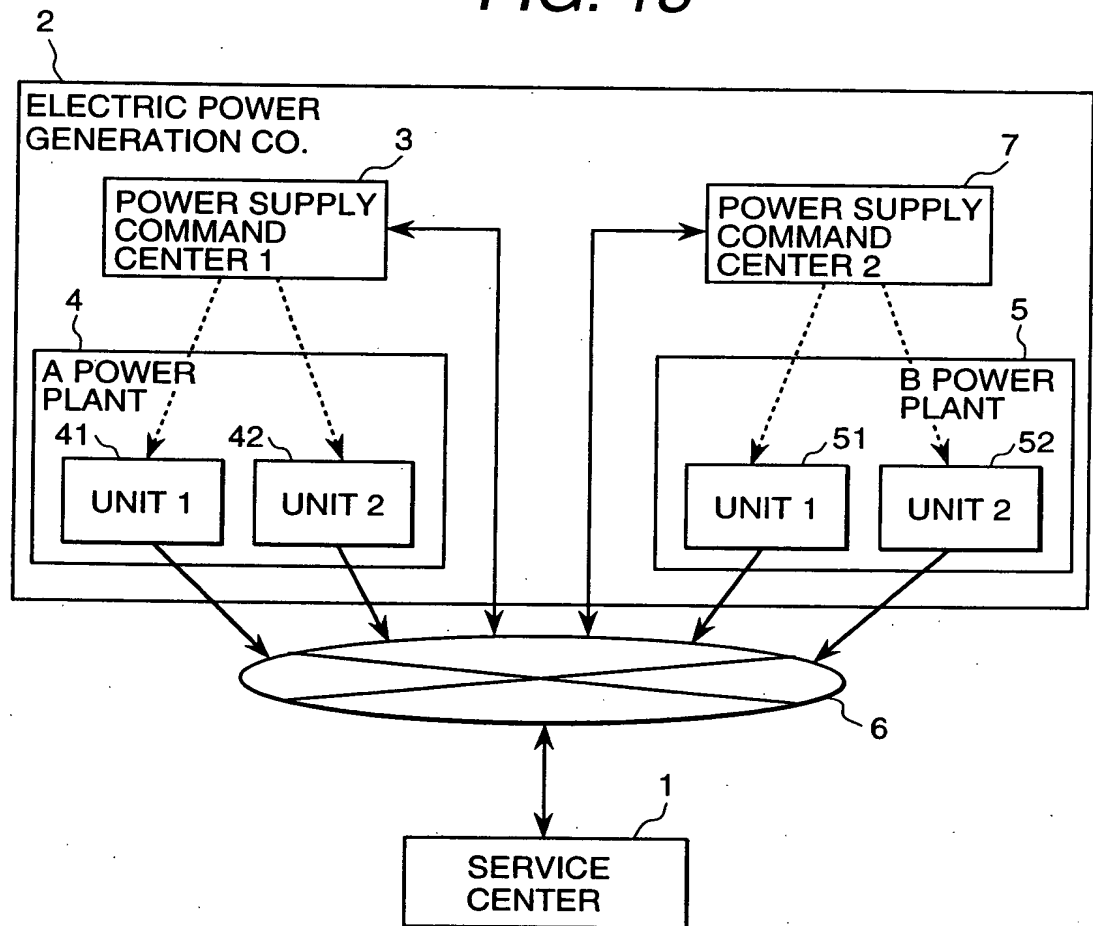 FIG. 18
2
ELECTRIC POWER
GENERATION CO.
3
7
POWER SUPPLY
COMMAND
CENTER 1
POWER SUPPLY
COMMAND
CENTER 2
4
5
A POWER
PLANT
B POWER
PLANT
41
42
51
52
UNIT 1
UNIT 2
UNIT 1
UNIT 2
6
1
SERVICE
CENTER